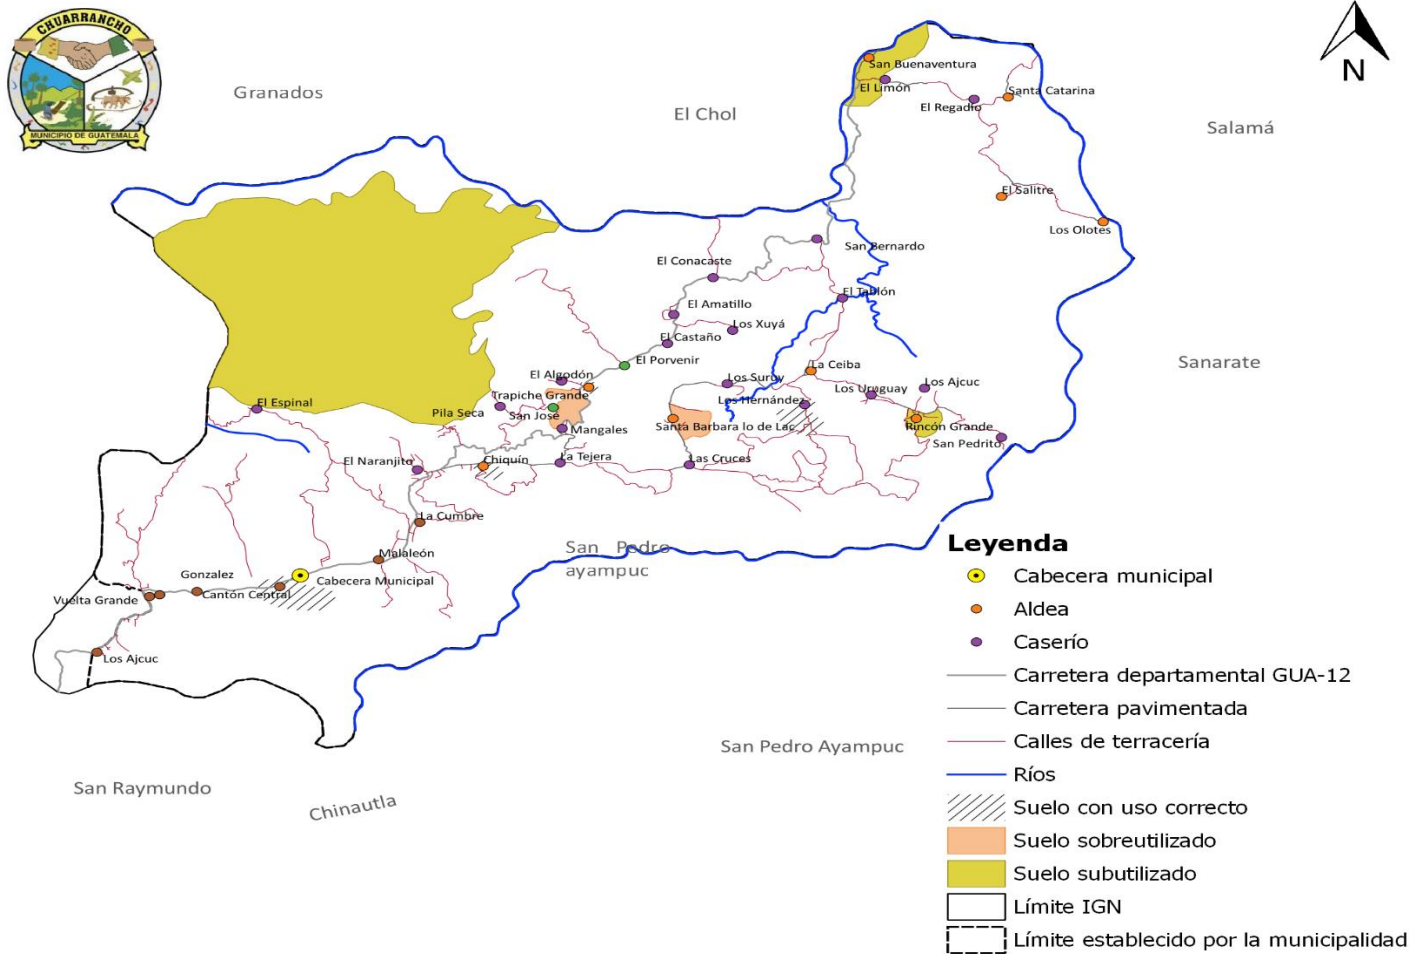 CHUARRANCHO
MUNICIPIO DE GUATEMALA
N
Granados
El Chol
Salamá
San Buenaventura
El Limón
El Regadio
Santa Catarina
El Salitre
Los Olotes
San Bernardo
El Conacaste
El Tablón
El Amatillo
Los Xuyá
El Castaño
El Porvenir
Sanarate
La Ceiba
El Algodón
Los Suruy
Los Uruguay
Los Ajcuc
Trapiche Grande
Los Hernández
El Espinal
Pila Seca
San José
Santa Barbara lo de Lac
Rincón Grande
Mangales
San Pedrito
El Naranjito
Chiquín
La Tejera
Las Cruces
La Cumbre
San Pedro
ayampuc
Malaleón
Gonzalez
Cabecera Municipal
Cantón Central
Vuelta Grande
Los Ajcuc
San Pedro Ayampuc
San Raymundo
Chinautla
Leyenda
Cabecera municipal
Aldea
Caserío
Carretera departamental GUA-12
Carretera pavimentada
Calles de terracería
Ríos
Suelo con uso correcto
Suelo sobreutilizado
Suelo subutilizado
Límite IGN
Límite establecido por la municipalidad